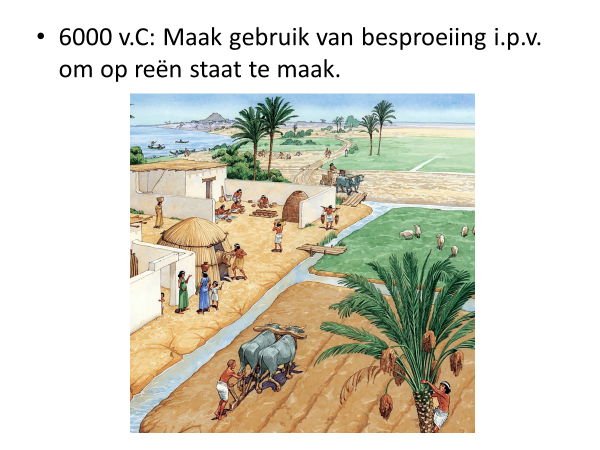 • 6000 v.C: Maak gebruik van besproeiing i.p.v.
om op reën staat te maak.